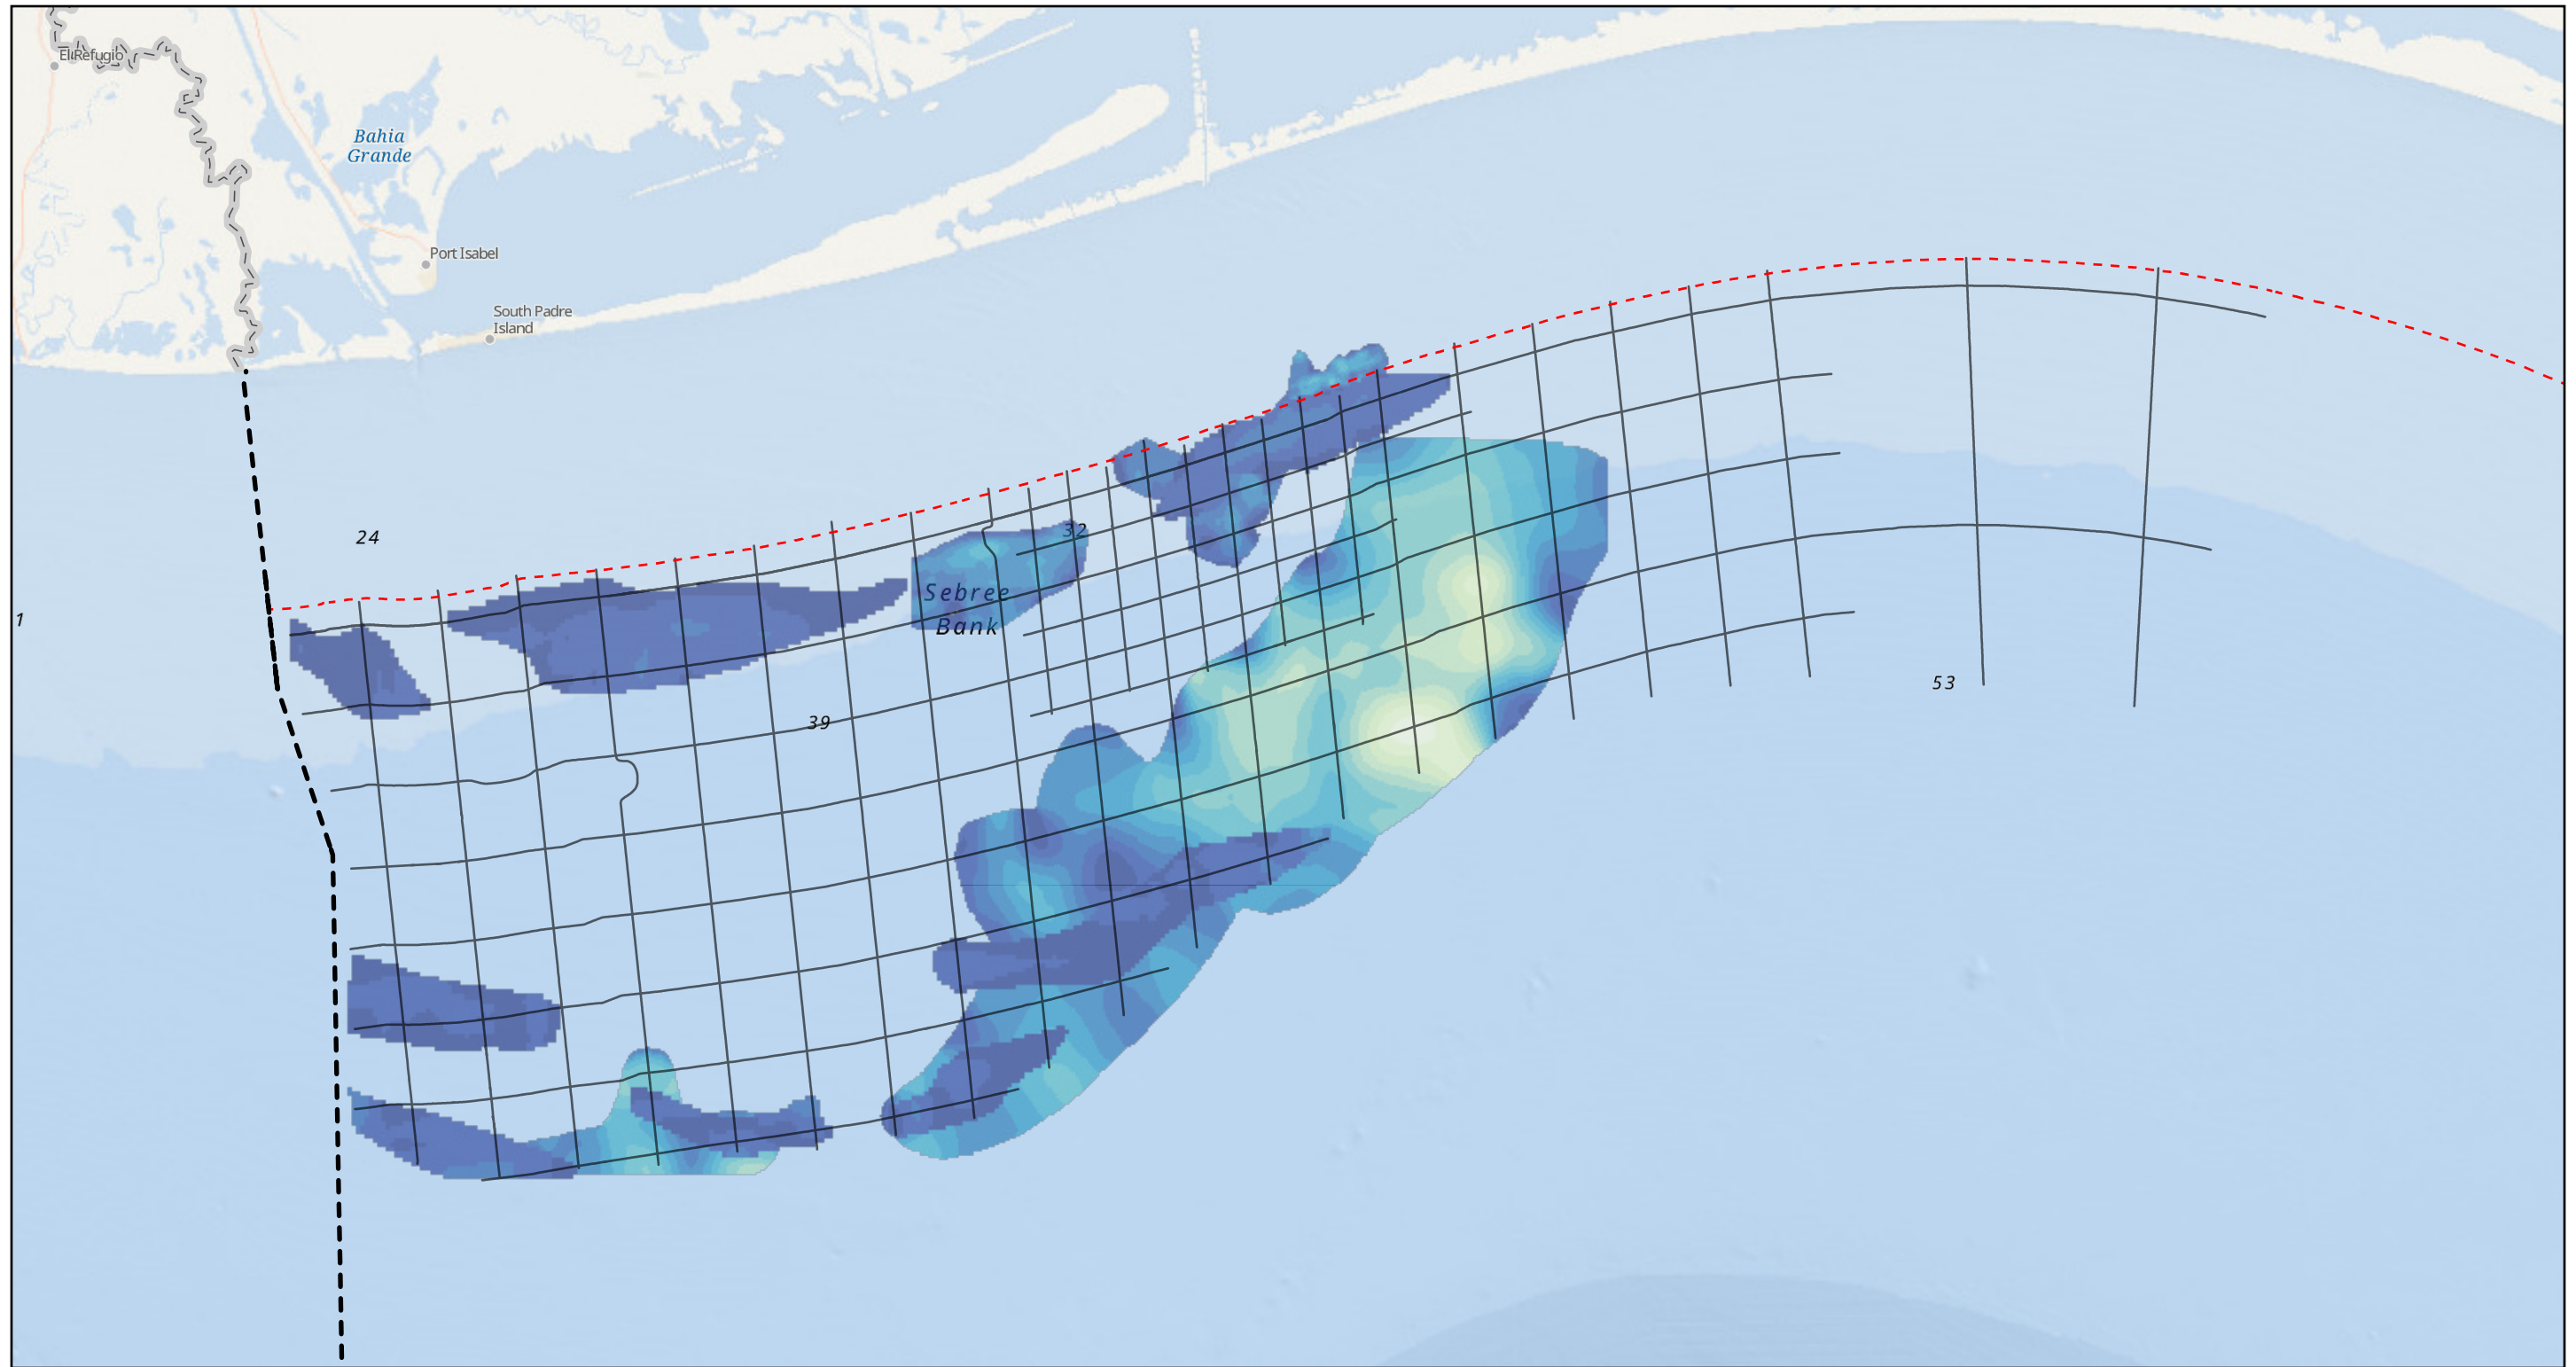 El Refugio
Bahia
Grande
Port Isabel
South Padre
Island
24
32
1
Sebree
Bank
39
53